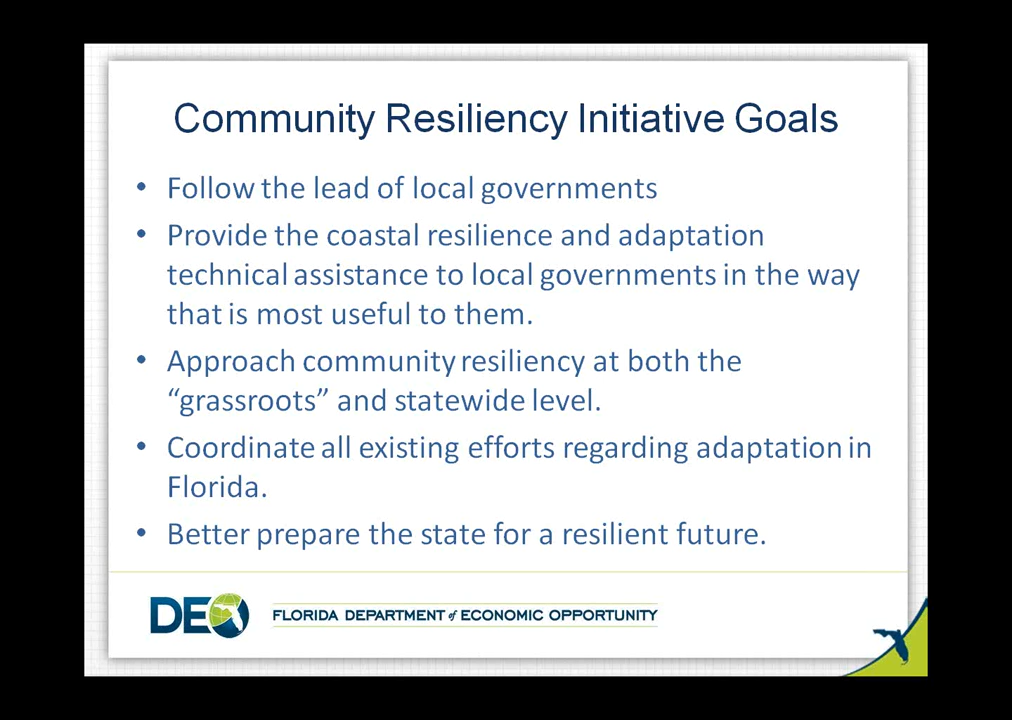 Community Resiliency Initiative Goals
• Follow the lead of local governments
• Provide the coastal resilience and adaptation
technical assistance to local governments in the way
that is most useful to them.
• Approach community resiliency at both the
“grassroots” and statewide level.
• Coordinate all existing efforts regarding adaptation in
Florida.
• Better prepare the state for a resilient future.
DEO FLORIDA DEPARTMENT of ECONOMIC OPPORTUNITY